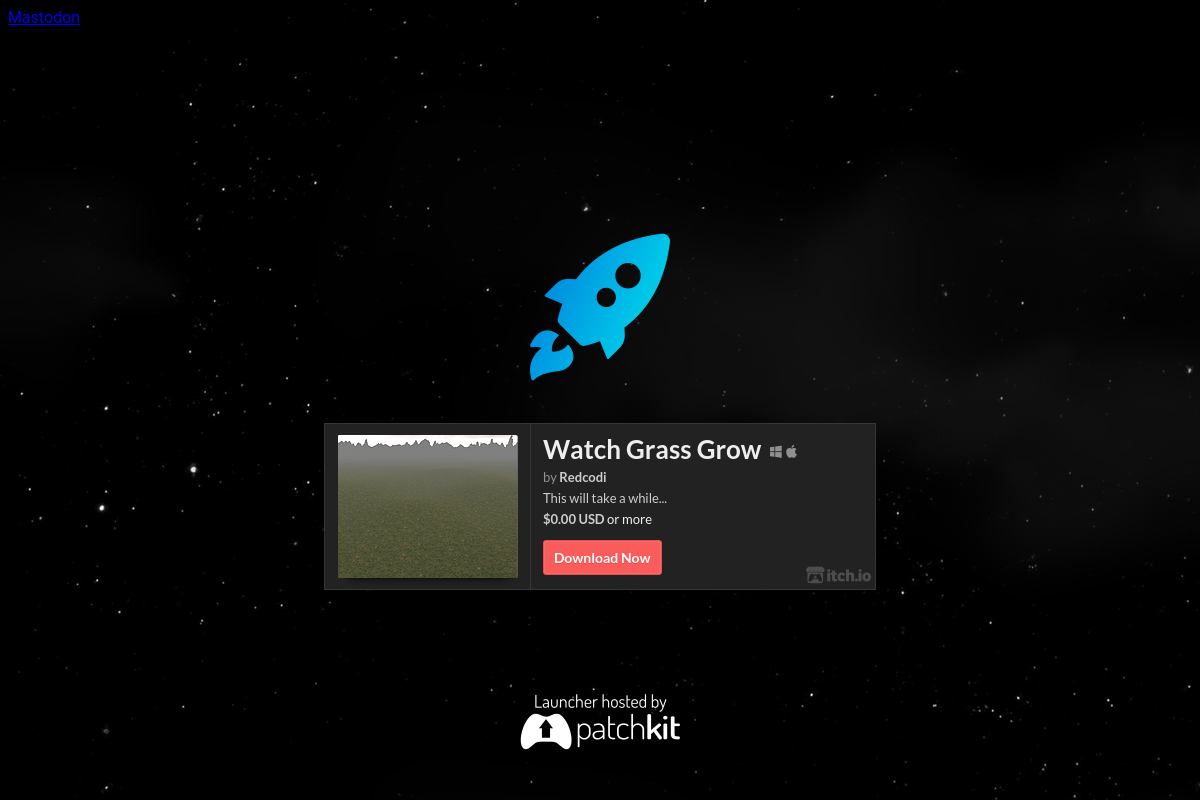 Mastodon
Watch Grass Grow
by Redcodi
This will take a while...
$0.00 USD or more
Download Now
itch.io
Launcher hosted by
patchkit